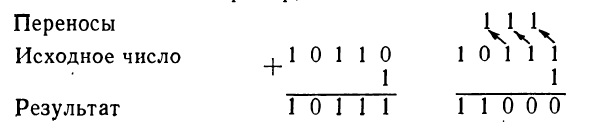 Переносы 1 1 1
Исходное число + 1 0 1 1 0 1 0 1 1 1
1 1
Результат 1 0 1 1 1 1 1 0 0 0